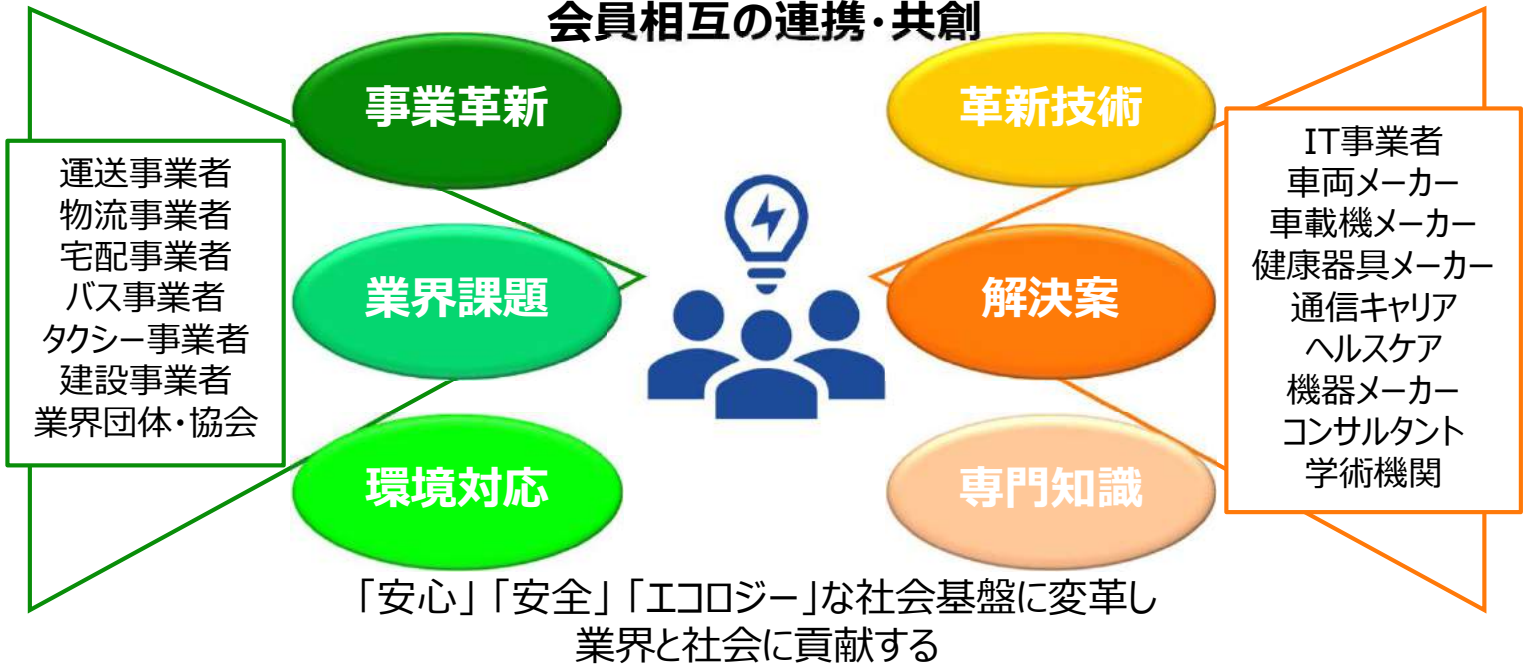 会員相互の連携・共創
事業革新
業界課題
環境対応
革新技術
解決案
専門知識
運送事業者
物流事業者
宅配事業者
バス事業者
タクシー事業者
建設事業者
業界団体・協会
IT事業者
車両メーカー
車載機メーカー
健康器具メーカー
通信キャリア
ヘルスケア
機器メーカー
コンサルタント
学術機関
「安心」「安全」「エコロジー」な社会基盤に変革し
業界と社会に貢献する